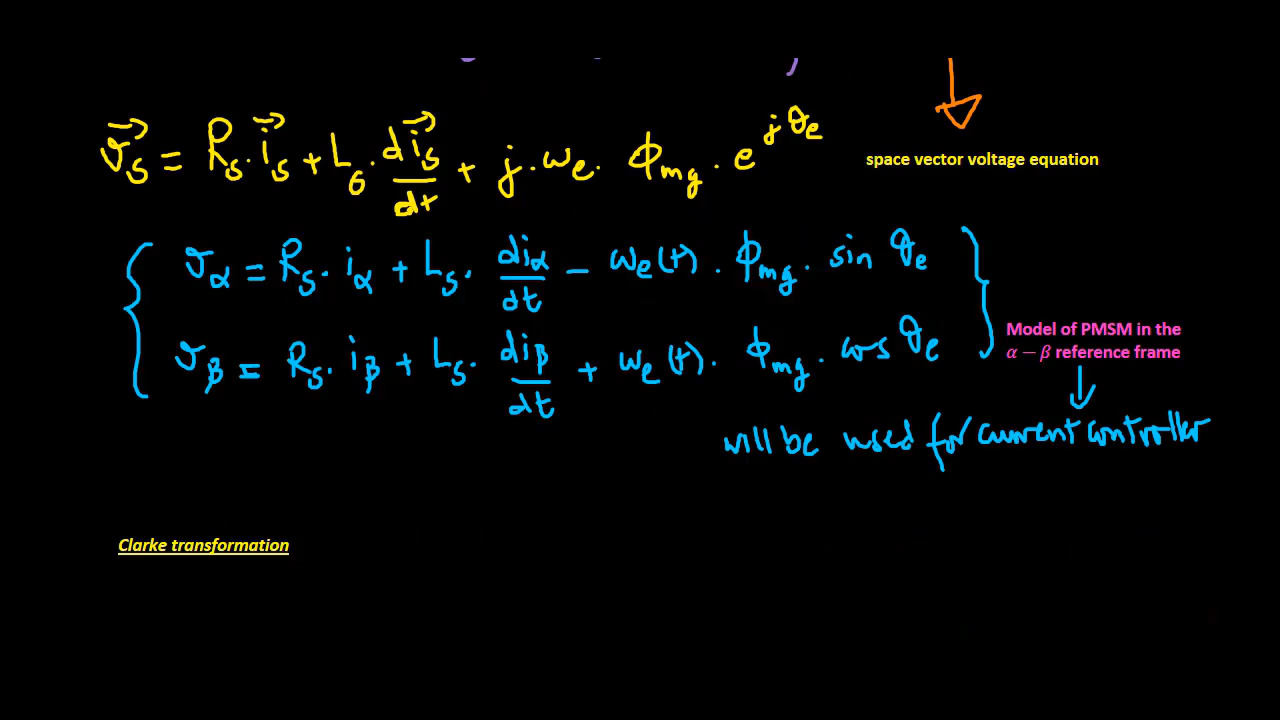 v⃗s = Rs · i⃗s + Ls · di⃗s/dt + j · ωe · ϕmg · e^jθe
space vector voltage equation
vα = Rs · iα + Ls · diα/dt − ωe(t) · ϕmg · sin θe
vβ = Rs · iβ + Ls · diβ/dt + ωe(t) · ϕmg · cos θe
Model of PMSM in the
α − β reference frame
will be used for current controller
Clarke transformation